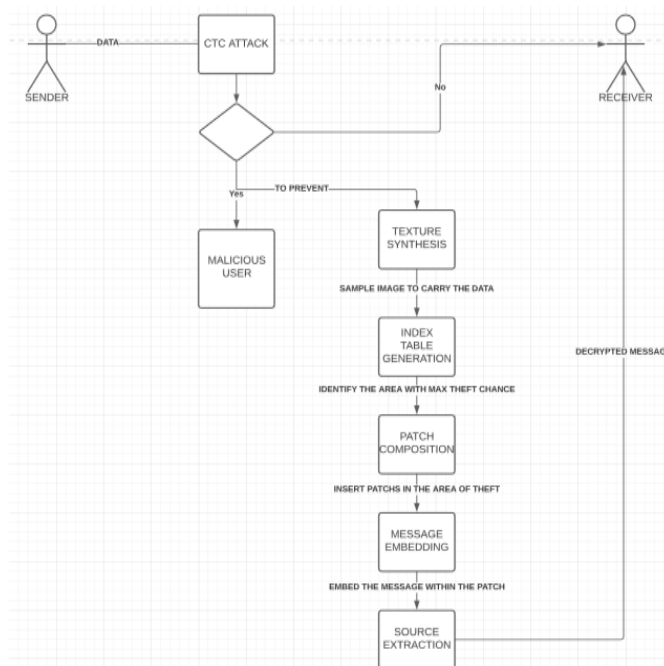 DATA
CTC ATTACK
SENDER
RECEIVER
No
Yes
TO PREVENT
MALICIOUS
USER
TEXTURE
SYNTHESIS
SAMPLE IMAGE TO CARRY THE DATA
INDEX
TABLE
GENERATION
DECRYPTED MESSAG
IDENTIFY THE AREA WITH MAX THEFT CHANCE
PATCH
COMPOSITION
INSERT PATCHS IN THE AREA OF THEFT
MESSAGE
EMBEDDING
EMBED THE MESSAGE WITHIN THE PATCH
SOURCE
EXTRACTION